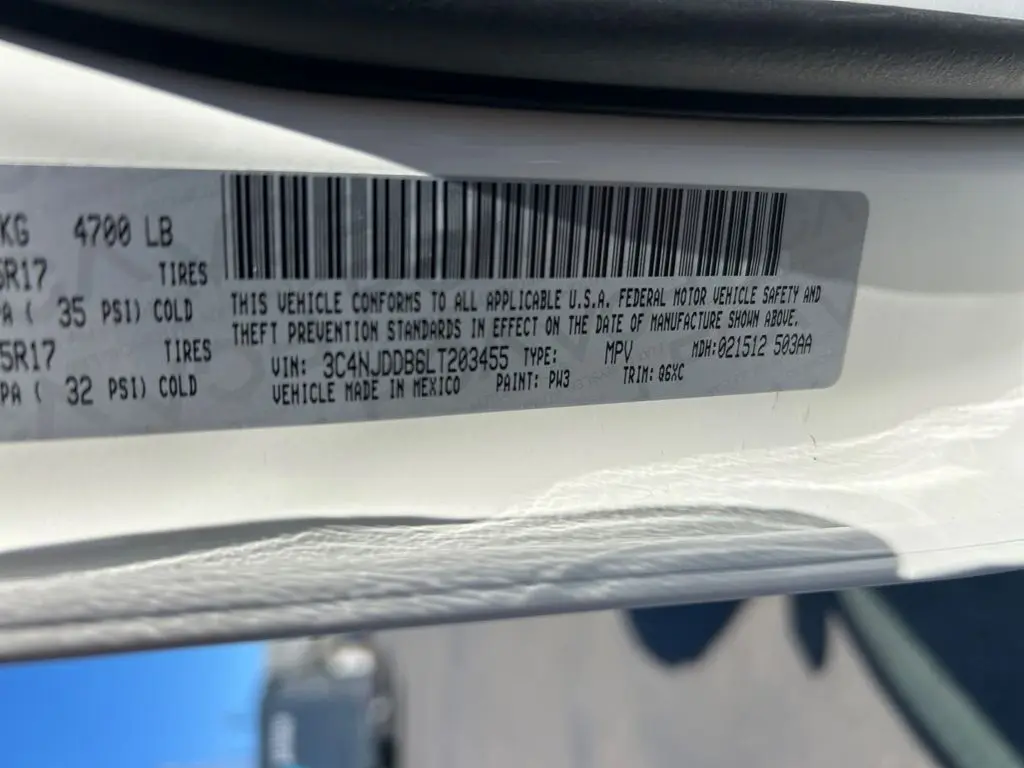 KG 4700 LB
5R17 TIRES
PA ( 35 PSI) COLD
5R17 TIRES
PA ( 32 PSI) COLD
THIS VEHICLE CONFORMS TO ALL APPLICABLE U.S.A. FEDERAL MOTOR VEHICLE SAFETY AND
THEFT PREVENTION STANDARDS IN EFFECT ON THE DATE OF MANUFACTURE SHOWN ABOVE.
VIN: 3C4NJDDB6LT203455 TYPE: MPV MDH:021512 503AA
VEHICLE MADE IN MEXICO PAINT: PW3 TRIM: Q6XC